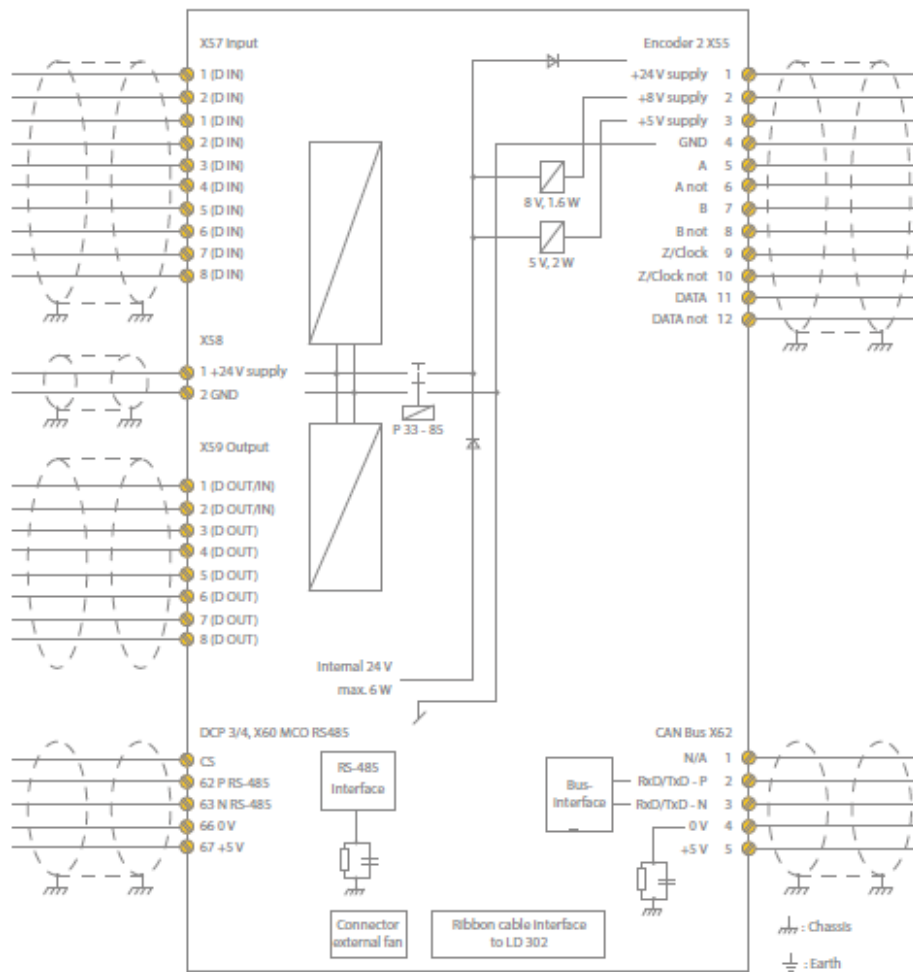 X57 Input
1 (D IN)
2 (D IN)
1 (D IN)
2 (D IN)
3 (D IN)
4 (D IN)
5 (D IN)
6 (D IN)
7 (D IN)
8 (D IN)
X58
1 +24 V supply
2 GND
P 33 - 85
X59 Output
1 (D OUT/IN)
2 (D OUT/IN)
3 (D OUT)
4 (D OUT)
5 (D OUT)
6 (D OUT)
7 (D OUT)
8 (D OUT)
Internal 24 V
max. 6 W
DCP 3/4, X60 MCO RS485
CS
62 P RS-485
63 N RS-485
66 0 V
67 +5 V
RS-485
Interface
Connector
external fan
Ribbon cable interface
to LD 302
Encoder 2 X55
+24 V supply 1
+8 V supply 2
+5 V supply 3
GND 4
A 5
A not 6
B 7
B not 8
Z/Clock 9
Z/Clock not 10
DATA 11
DATA not 12
8 V, 1.6 W
5 V, 2 W
CAN Bus X62
N/A 1
RxD/TxD - P 2
RxD/TxD - N 3
0 V 4
+5 V 5
Bus-
Interface
: Chassis
: Earth